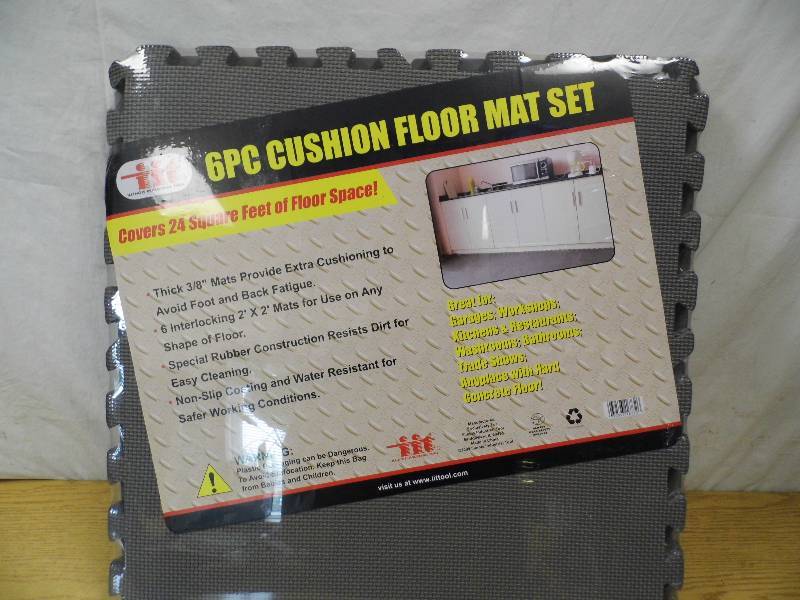 6PC CUSHION FLOOR MAT SET
Covers 24 Square Feet of Floor Space!
• Thick 3/8" Mats Provide Extra Cushioning to
Avoid Foot and Back Fatigue.
• 6 Interlocking 2' X 2' Mats for Use on Any
Shape of Floor.
• Special Rubber Construction Resists Dirt for
Easy Cleaning.
• Non-Slip Coating and Water Resistant for
Safer Working Conditions.
Great for:
Garages; Workshops;
Kitchens & Restaurants;
Washrooms; Bathrooms;
Trade Shows;
Anyplace with Hard
Concrete Floor!
WARNING:
Plastic Packaging can be Dangerous.
To Avoid Suffocation: Keep this Bag
from Babies and Children.
visit us at www.iittool.com